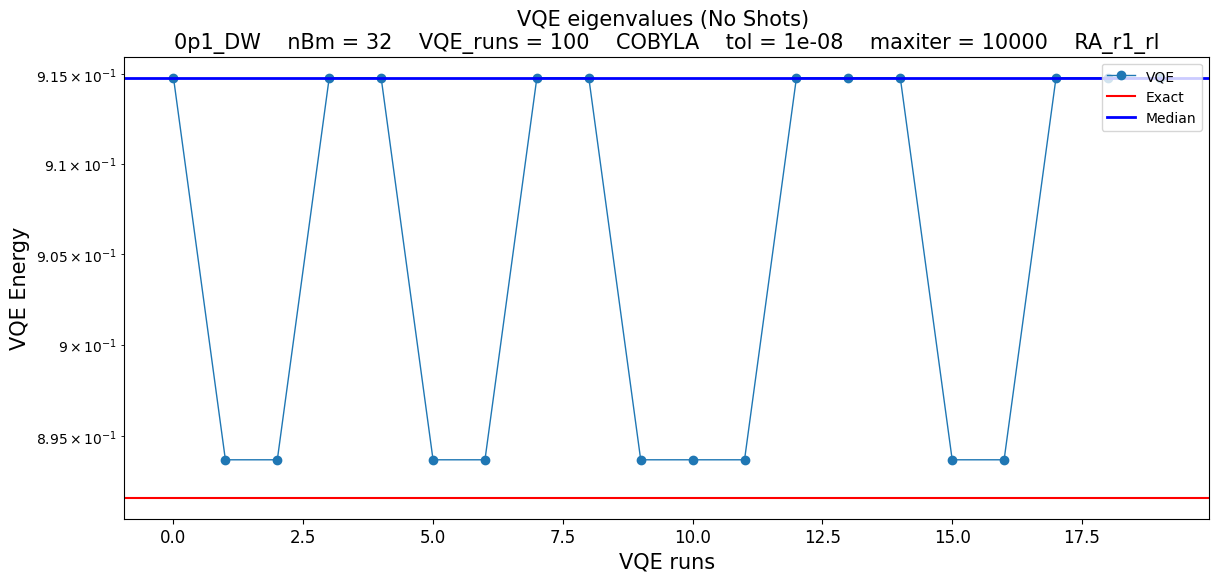 VQE eigenvalues (No Shots)
0p1_DW nBm = 32 VQE_runs = 100 COBYLA tol = 1e-08 maxiter = 10000 RA_r1_rl
9.15 × 10⁻¹
9.1 × 10⁻¹
9.05 × 10⁻¹
9 × 10⁻¹
8.95 × 10⁻¹
VQE Energy
VQE
Exact
Median
0.0 2.5 5.0 7.5 10.0 12.5 15.0 17.5
VQE runs